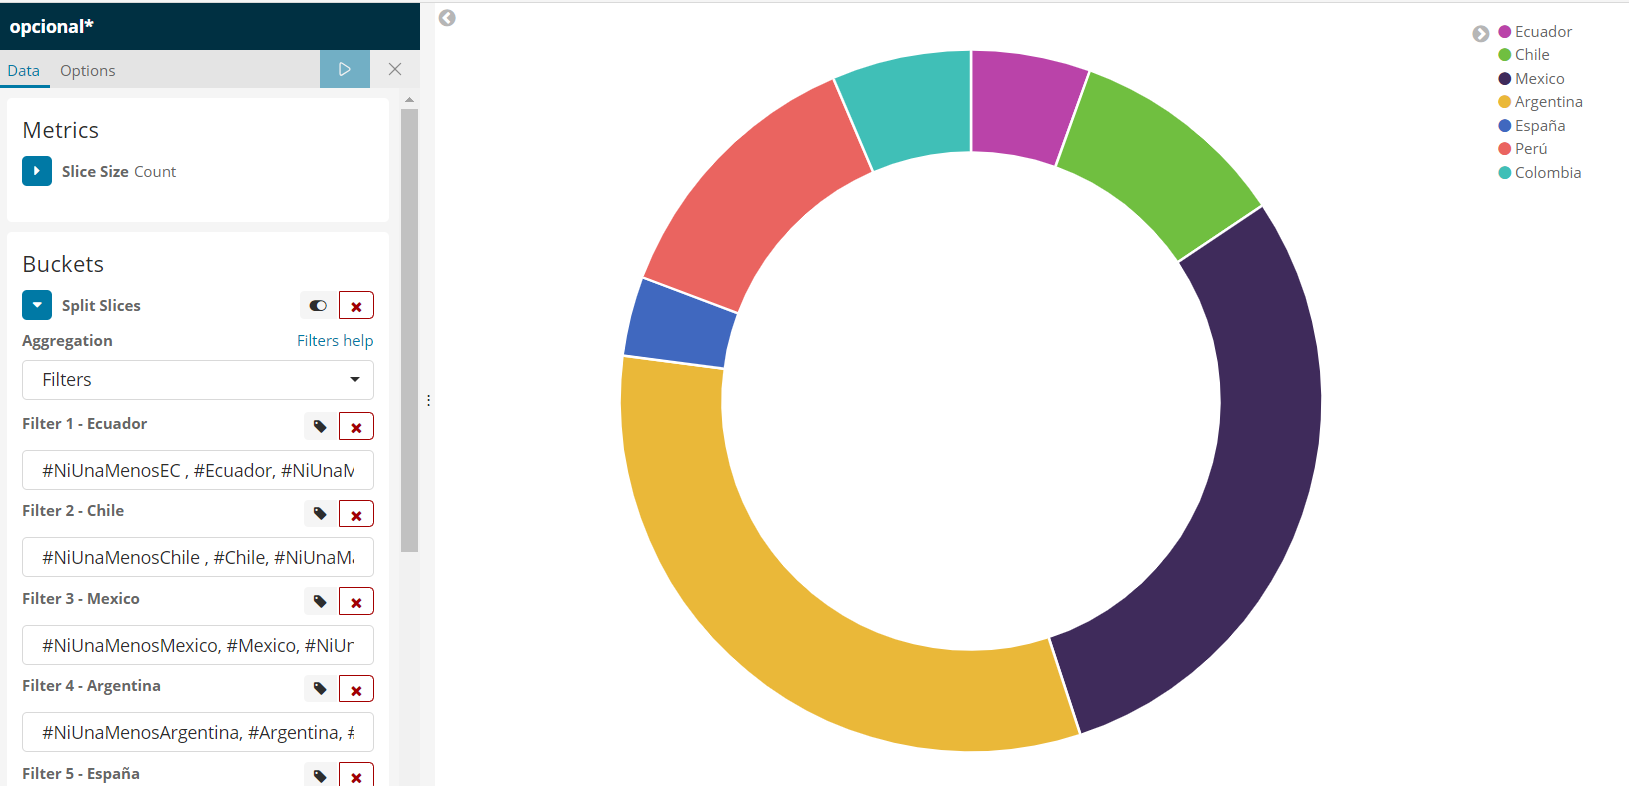 opcional*
Data Options
Metrics
Slice Size Count
Buckets
Split Slices
Aggregation Filters help
Filters
Filter 1 - Ecuador
#NiUnaMenosEC , #Ecuador, #NiUnaM
Filter 2 - Chile
#NiUnaMenosChile , #Chile, #NiUnaM
Filter 3 - Mexico
#NiUnaMenosMexico, #Mexico, #NiUn
Filter 4 - Argentina
#NiUnaMenosArgentina, #Argentina, #
Filter 5 - España
Ecuador
Chile
Mexico
Argentina
España
Perú
Colombia